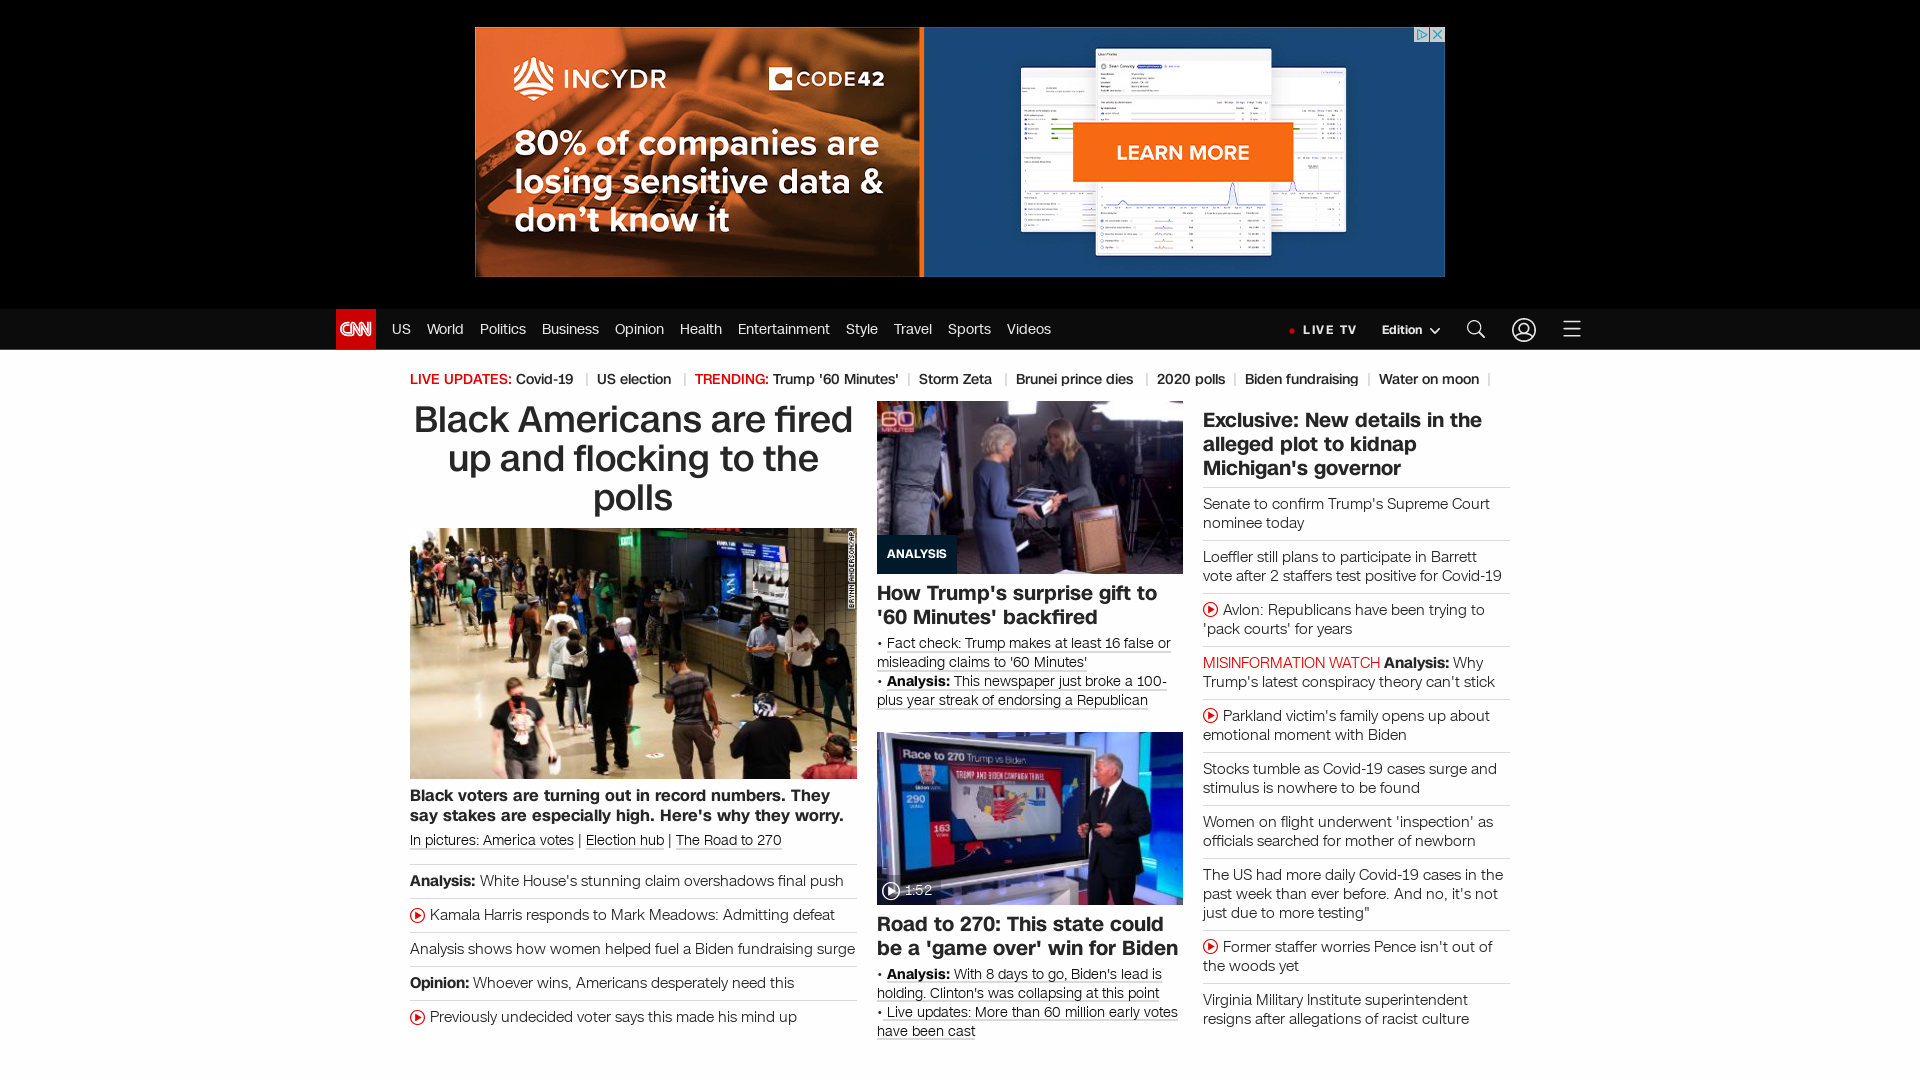 INCYDR
CODE42
80% of companies are
losing sensitive data &
don't know it
LEARN MORE
CNN
US
World
Politics
Business
Opinion
Health
Entertainment
Style
Travel
Sports
Videos
LIVE TV
Edition
LIVE UPDATES: Covid-19
US election
TRENDING: Trump '60 Minutes'
Storm Zeta
Brunei prince dies
2020 polls
Biden fundraising
Water on moon
Black Americans are fired
up and flocking to the
polls
BRYNN ANDERSON/AP
Black voters are turning out in record numbers. They
say stakes are especially high. Here's why they worry.
In pictures: America votes | Election hub | The Road to 270
Analysis: White House's stunning claim overshadows final push
Kamala Harris responds to Mark Meadows: Admitting defeat
Analysis shows how women helped fuel a Biden fundraising surge
Opinion: Whoever wins, Americans desperately need this
Previously undecided voter says this made his mind up
60
MINUTES
ANALYSIS
How Trump's surprise gift to
'60 Minutes' backfired
• Fact check: Trump makes at least 16 false or
misleading claims to '60 Minutes'
• Analysis: This newspaper just broke a 100-
plus year streak of endorsing a Republican
Race to 270 Trump vs Biden
TRUMP AND BIDEN CAMPAIGN TRAVEL
290
163
1:52
Road to 270: This state could
be a 'game over' win for Biden
• Analysis: With 8 days to go, Biden's lead is
holding. Clinton's was collapsing at this point
• Live updates: More than 60 million early votes
have been cast
Exclusive: New details in the
alleged plot to kidnap
Michigan's governor
Senate to confirm Trump's Supreme Court
nominee today
Loeffler still plans to participate in Barrett
vote after 2 staffers test positive for Covid-19
Avlon: Republicans have been trying to
'pack courts' for years
MISINFORMATION WATCH Analysis: Why
Trump's latest conspiracy theory can't stick
Parkland victim's family opens up about
emotional moment with Biden
Stocks tumble as Covid-19 cases surge and
stimulus is nowhere to be found
Women on flight underwent 'inspection' as
officials searched for mother of newborn
The US had more daily Covid-19 cases in the
past week than ever before. And no, it's not
just due to more testing"
Former staffer worries Pence isn't out of
the woods yet
Virginia Military Institute superintendent
resigns after allegations of racist culture